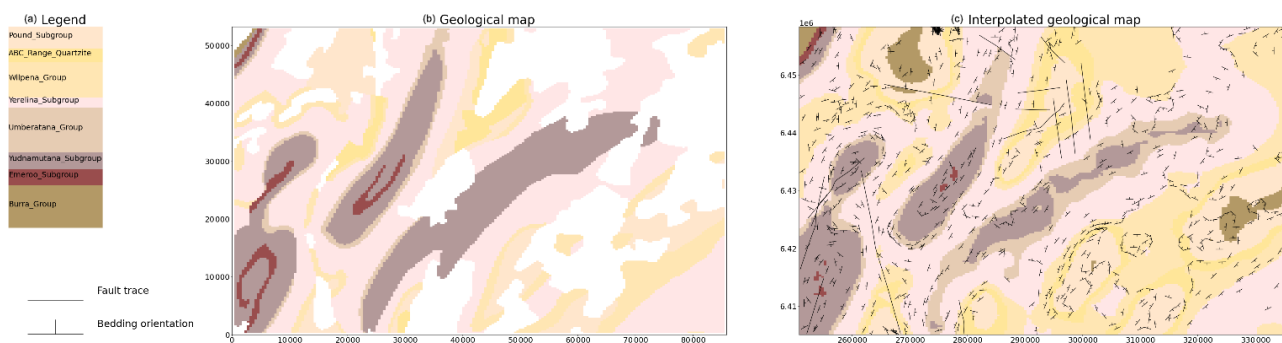 (a) Legend
Pound_Subgroup
ABC_Range_Quartzite
Wilpena_Group
Yerelina_Subgroup
Umberatana_Group
Yudnamutana_Subgroup
Emeroo_Subgroup
Burra_Group
Fault trace
Bedding orientation
(b) Geological map
50000
40000
30000
20000
10000
0
0 10000 20000 30000 40000 50000 60000 70000 80000
(c) Interpolated geological map
1e6
6.45
6.44
6.43
6.42
6.41
260000 270000 280000 290000 300000 310000 320000 330000